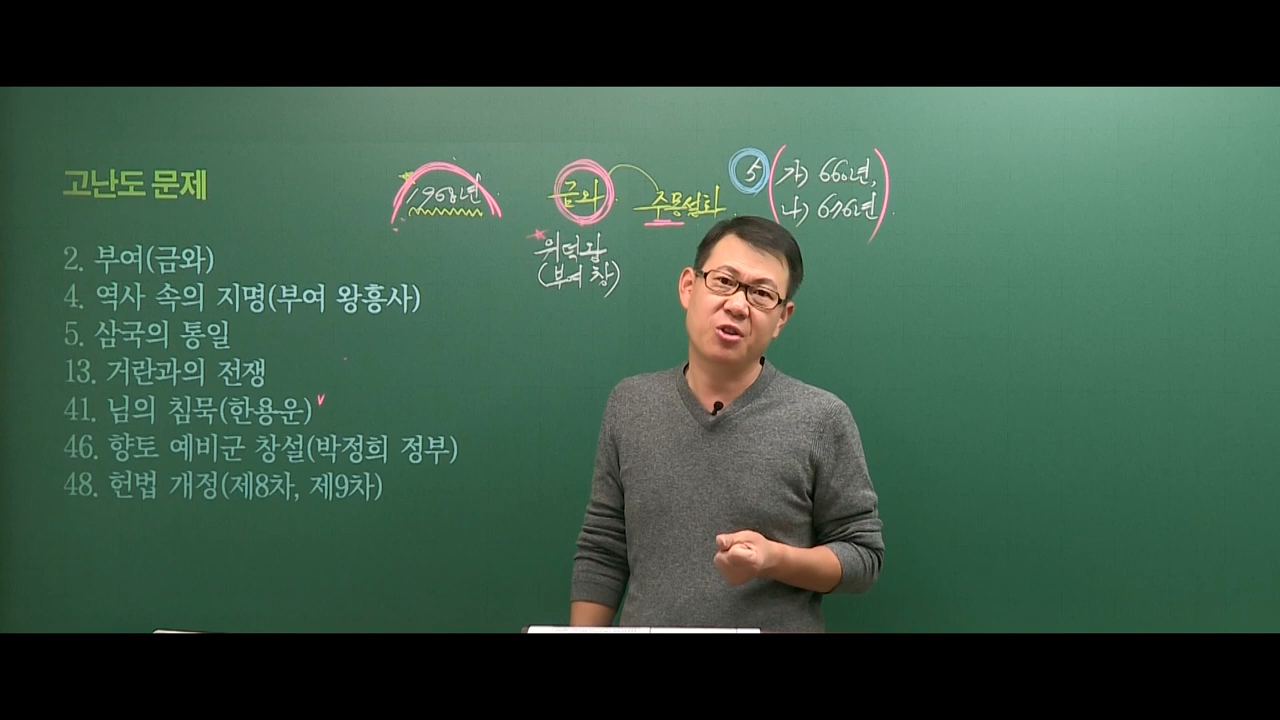 고난도 문제
2. 부여(금와)
4. 역사 속의 지명(부여 왕흥사)
5. 삼국의 통일
13. 거란과의 전쟁
41. 님의 침묵(한용운)
46. 향토 예비군 창설(박정희 정부)
48. 헌법 개정(제8차, 제9차)
1968년
금와
주몽설화
위덕왕
(부여 창)
5
가) 660년,
나) 676년